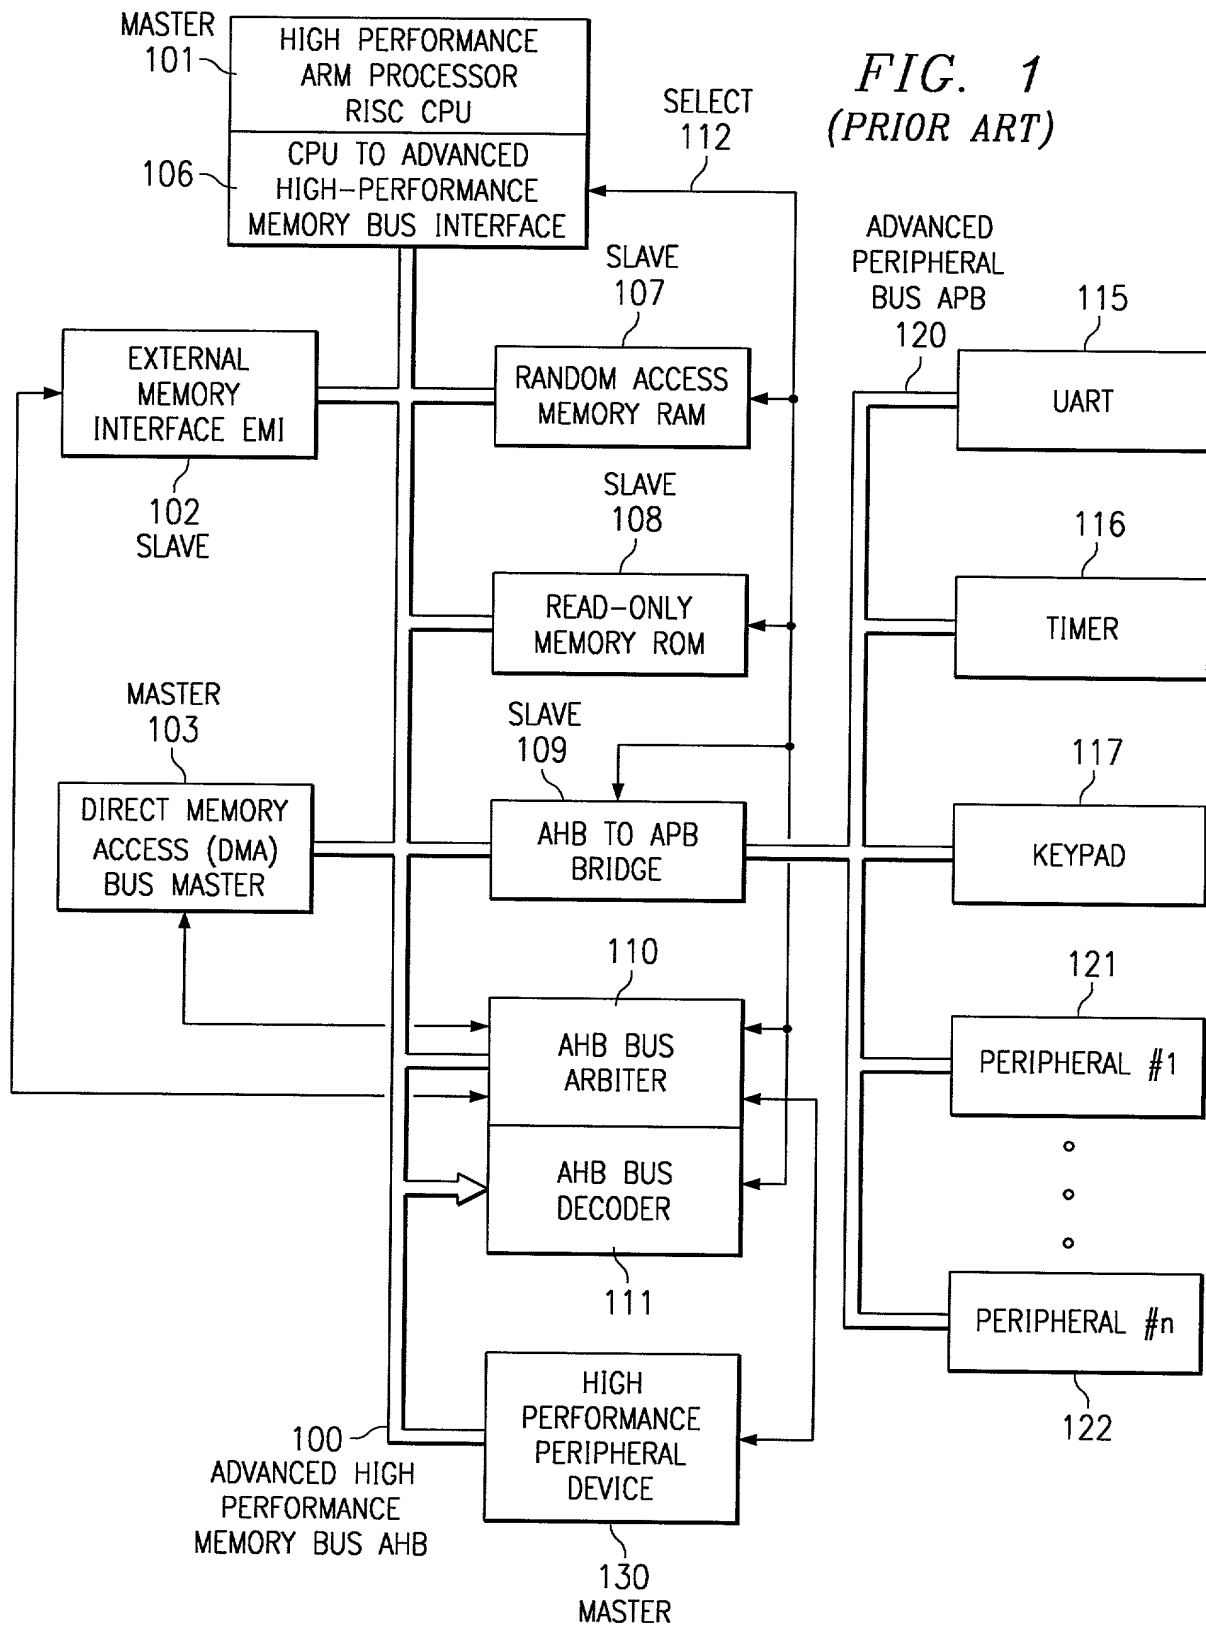 MASTER
101
HIGH PERFORMANCE
ARM PROCESSOR
RISC CPU
106
CPU TO ADVANCED
HIGH-PERFORMANCE
MEMORY BUS INTERFACE
SELECT
112
FIG. 1
(PRIOR ART)
SLAVE
107
RANDOM ACCESS
MEMORY RAM
EXTERNAL
MEMORY
INTERFACE EMI
102
SLAVE
ADVANCED
PERIPHERAL
BUS APB
120
115
UART
SLAVE
108
READ-ONLY
MEMORY ROM
116
TIMER
MASTER
103
DIRECT MEMORY
ACCESS (DMA)
BUS MASTER
SLAVE
109
AHB TO APB
BRIDGE
117
KEYPAD
110
AHB BUS
ARBITER
AHB BUS
DECODER
111
121
PERIPHERAL #1
PERIPHERAL #n
122
100
ADVANCED HIGH
PERFORMANCE
MEMORY BUS AHB
HIGH
PERFORMANCE
PERIPHERAL
DEVICE
130
MASTER